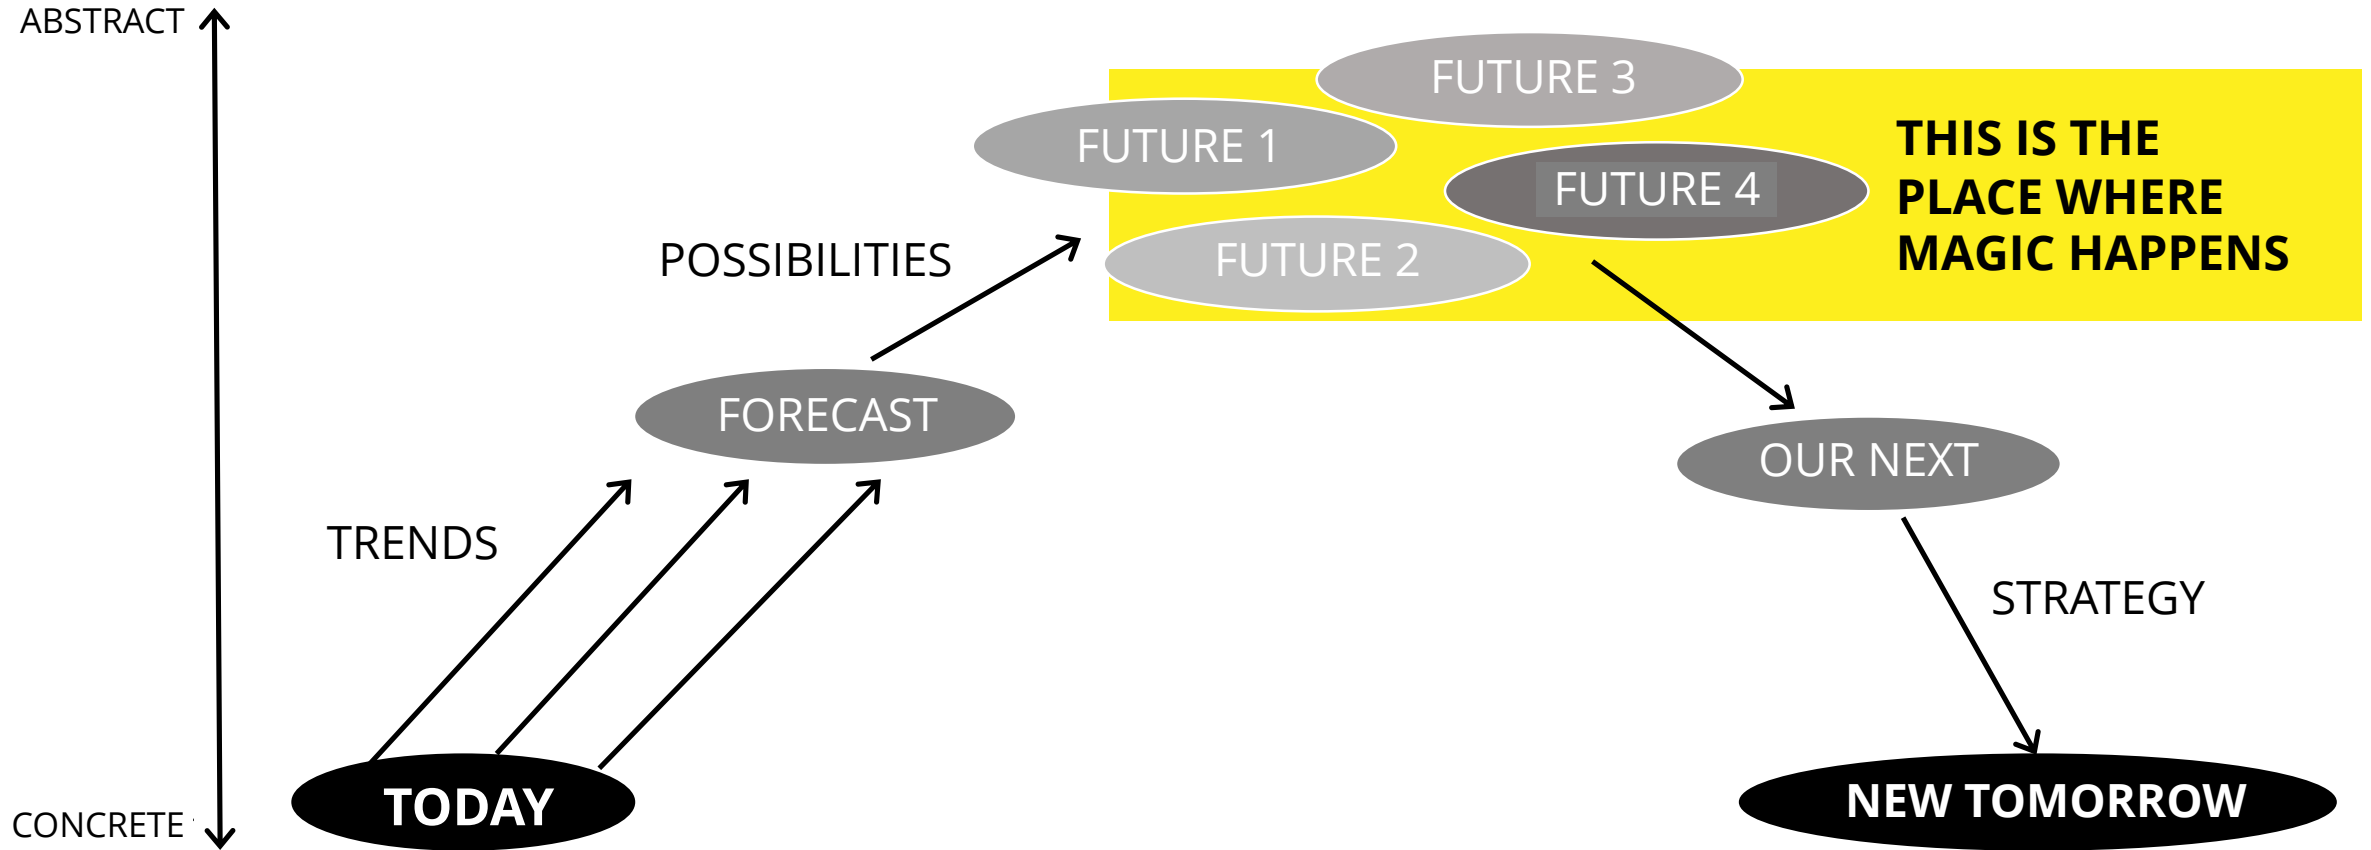 ABSTRACT
FUTURE 3
FUTURE 1
THIS IS THE
PLACE WHERE
MAGIC HAPPENS
FUTURE 4
POSSIBILITIES
FUTURE 2
FORECAST
OUR NEXT
TRENDS
STRATEGY
TODAY
NEW TOMORROW
CONCRETE